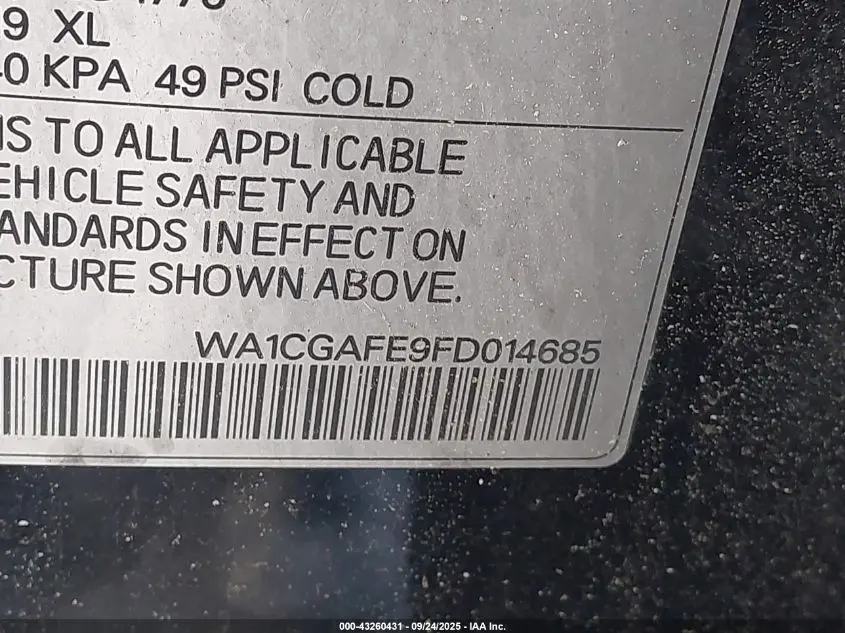 9 XL
0 KPA 49 PSI COLD
S TO ALL APPLICABLE
EHICLE SAFETY AND
ANDARDS IN EFFECT ON
CTURE SHOWN ABOVE.
WA1CGAFE9FD014685
000-43260431 - 09/24/2025 - IAA Inc.